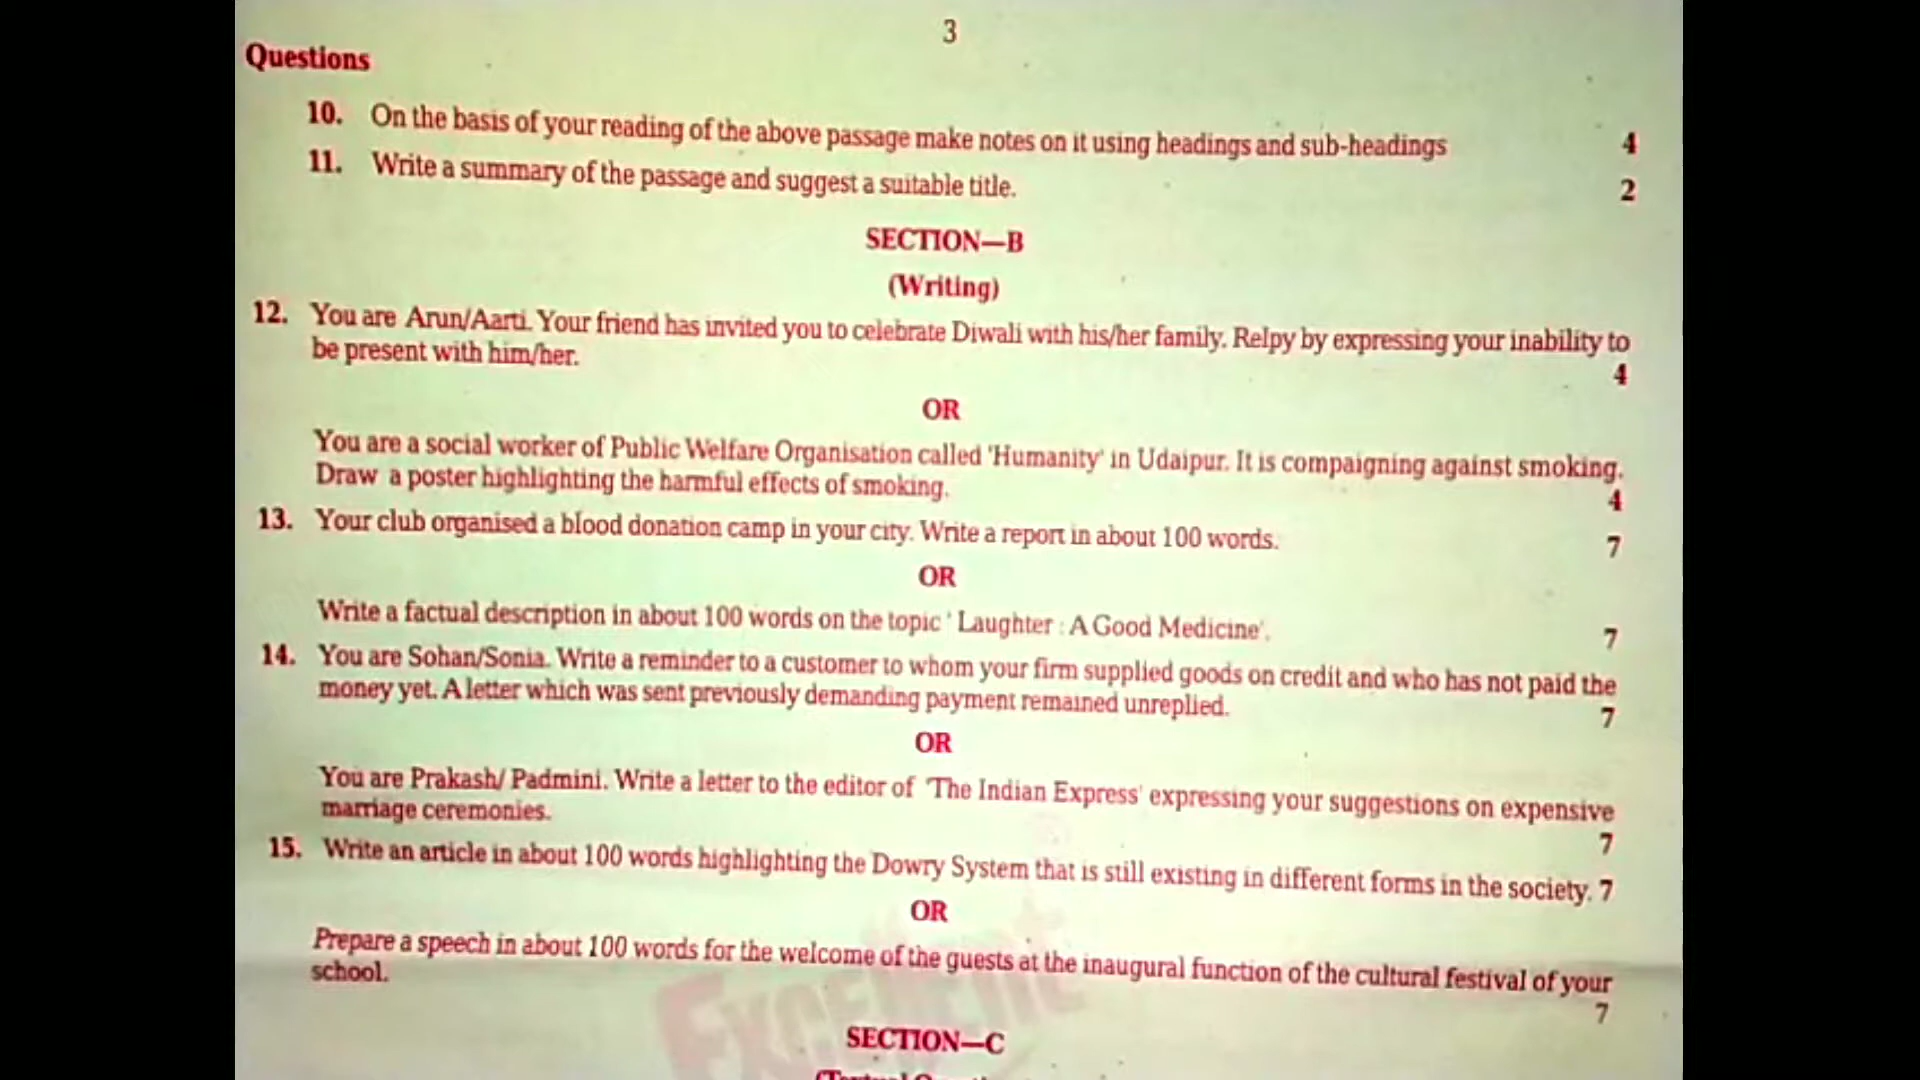 3
Questions
10. On the basis of your reading of the above passage make notes on it using headings and sub-headings 4
11. Write a summary of the passage and suggest a suitable title. 2
SECTION—B
(Writing)
12. You are Arun/Aarti. Your friend has invited you to celebrate Diwali with his/her family. Relpy by expressing your inability to
be present with him/her. 4
OR
You are a social worker of Public Welfare Organisation called 'Humanity' in Udaipur. It is compaigning against smoking.
Draw a poster highlighting the harmful effects of smoking. 4
13. Your club organised a blood donation camp in your city. Write a report in about 100 words. 7
OR
Write a factual description in about 100 words on the topic ' Laughter : A Good Medicine'. 7
14. You are Sohan/Sonia. Write a reminder to a customer to whom your firm supplied goods on credit and who has not paid the
money yet. A letter which was sent previously demanding payment remained unreplied. 7
OR
You are Prakash/ Padmini. Write a letter to the editor of 'The Indian Express' expressing your suggestions on expensive
marriage ceremonies. 7
15. Write an article in about 100 words highlighting the Dowry System that is still existing in different forms in the society. 7
OR
Prepare a speech in about 100 words for the welcome of the guests at the inaugural function of the cultural festival of your
school. 7
Excellent
SECTION—C